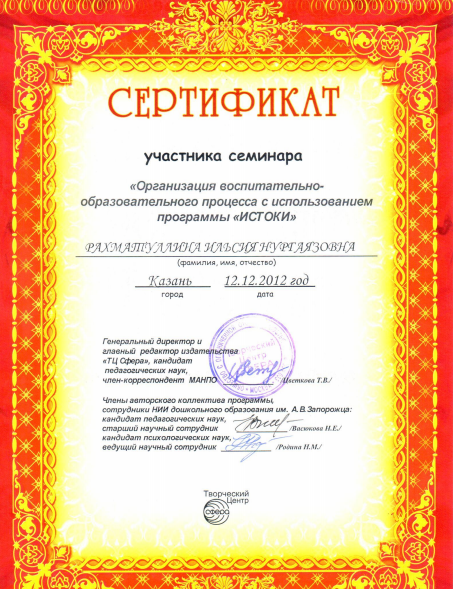 СЕРТИФИКАТ
участника семинара
«Организация воспитательно-
образовательного процесса с использованием
программы «ИСТОКИ»
РАХМАТУЛЛИНА ИЛЬСИЯ НУРГАЯЗОВНА
(фамилия, имя, отчество)
Казань 12.12.2012 год
город дата
Генеральный директор и
главный редактор издательства
«ТЦ Сфера», кандидат
педагогических наук,
член-корреспондент МАНПО /Цветкова Т.В./
Члены авторского коллектива программы,
сотрудники НИИ дошкольного образования им. А.В.Запорожца:
кандидат педагогических наук,
старший научный сотрудник /Васюкова Н.Е./
кандидат психологических наук,
ведущий научный сотрудник /Родина Н.М./
Творческий
Центр
сфера